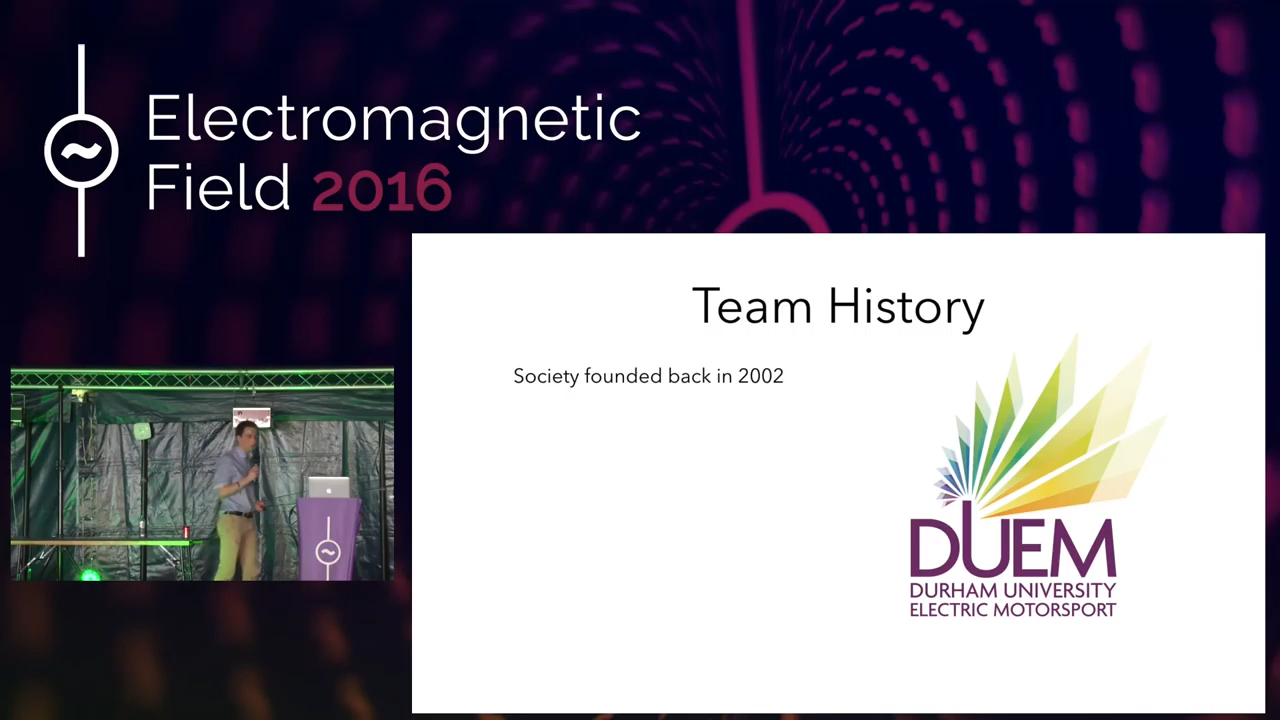 Electromagnetic
Field 2016
Team History
Society founded back in 2002
DUEM
DURHAM UNIVERSITY
ELECTRIC MOTORSPORT